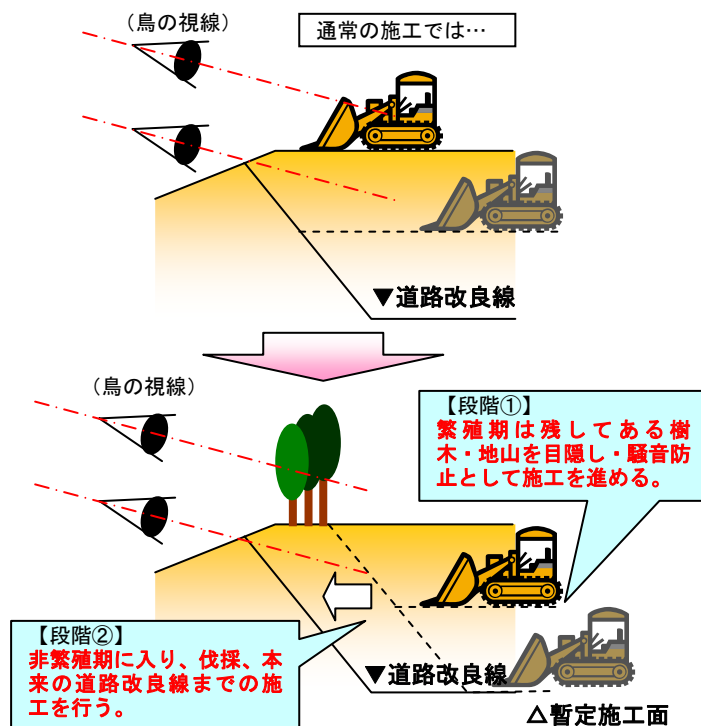 （鳥の視線）
通常の施工では…
▼道路改良線
（鳥の視線）
【段階①】
繁殖期は残してある樹
木・地山を目隠し・騒音防
止として施工を進める。
【段階②】
非繁殖期に入り、伐採、本
来の道路改良線までの施
工を行う。
▼道路改良線
△暫定施工面